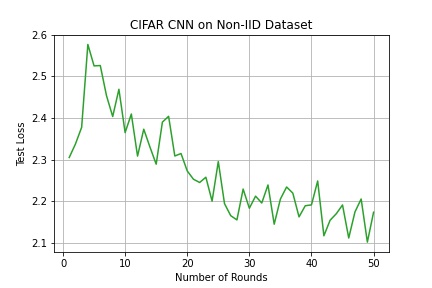 CIFAR CNN on Non-IID Dataset
2.6
2.5
2.4
2.3
2.2
2.1
Test Loss
0 10 20 30 40 50
Number of Rounds